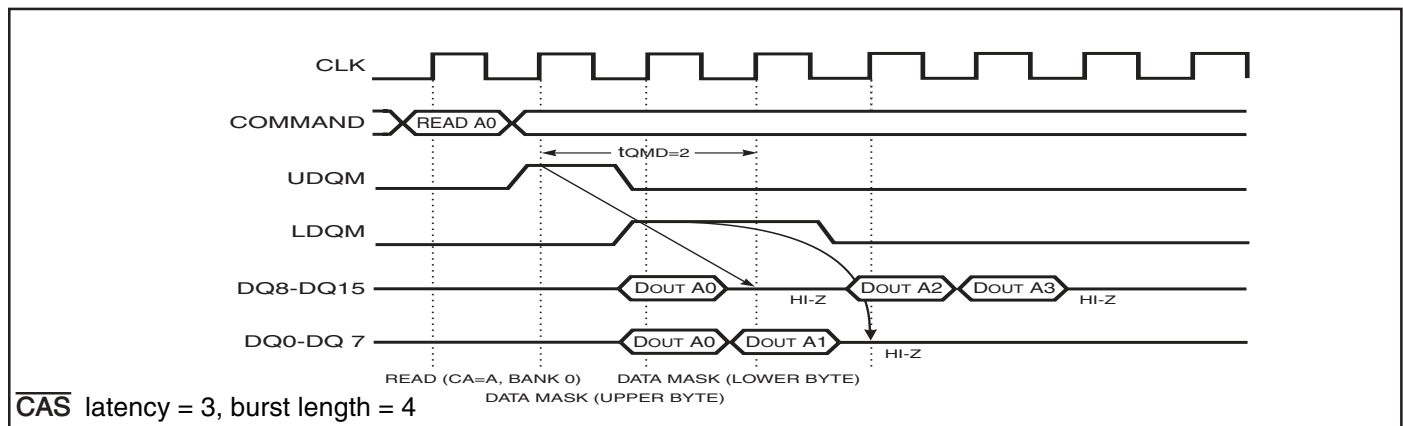 CLK
COMMAND READ A0
tQMD=2
UDQM
LDQM
DQ8-DQ15 DOUT A0 HI-Z DOUT A2 DOUT A3 HI-Z
DQ0-DQ 7 DOUT A0 DOUT A1 HI-Z
READ (CA=A, BANK 0) DATA MASK (LOWER BYTE)
DATA MASK (UPPER BYTE)
CAS latency = 3, burst length = 4